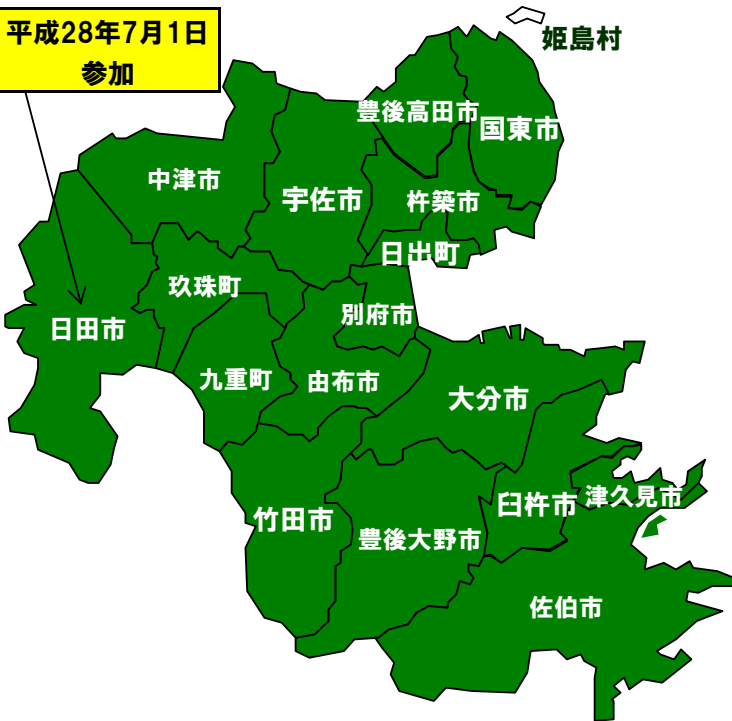 平成28年7月1日
参加
姫島村
豊後高田市
国東市
中津市
宇佐市
杵築市
日出町
玖珠町
別府市
日田市
九重町
由布市
大分市
竹田市
豊後大野市
臼杵市
津久見市
佐伯市